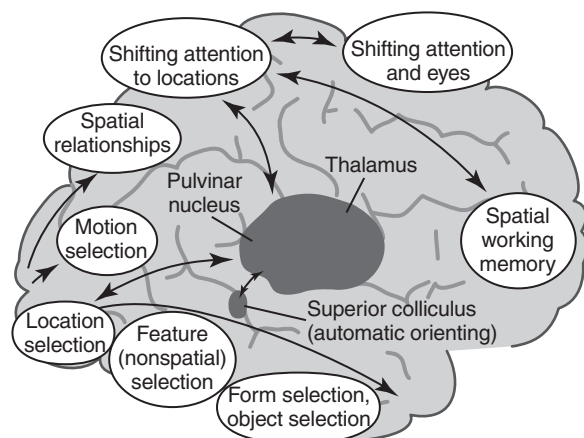 Shifting attention
to locations
Shifting attention
and eyes
Spatial
relationships
Thalamus
Pulvinar
nucleus
Motion
selection
Spatial
working
memory
Location
selection
Superior colliculus
(automatic orienting)
Feature
(nonspatial)
selection
Form selection,
object selection